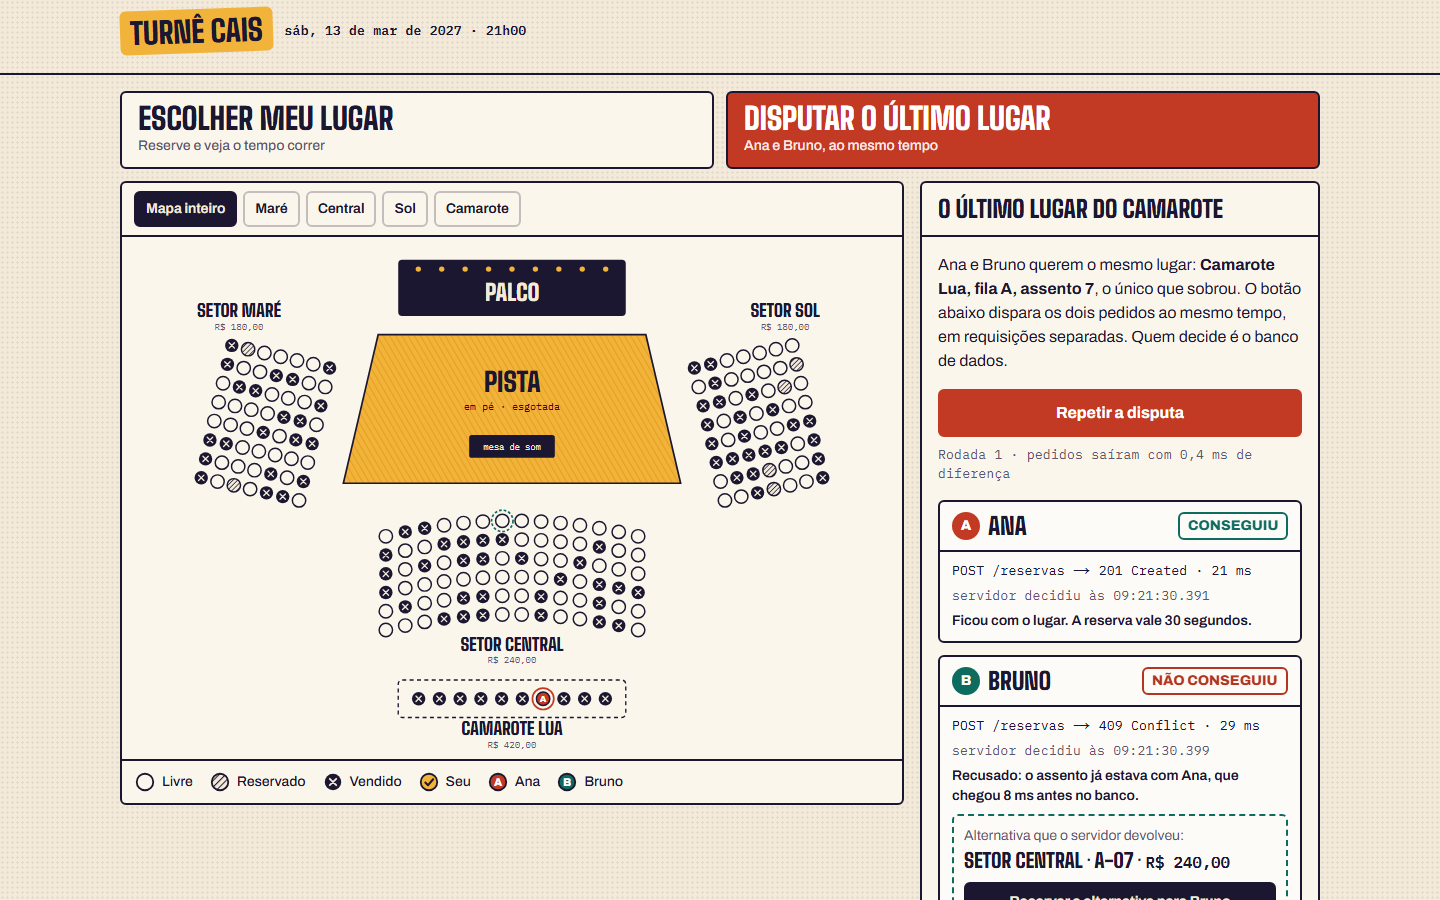 TURNÊ CAIS
sáb, 13 de mar de 2027 · 21h00
ESCOLHER MEU LUGAR
Reserve e veja o tempo correr
DISPUTAR O ÚLTIMO LUGAR
Ana e Bruno, ao mesmo tempo
Mapa inteiro
Maré
Central
Sol
Camarote
PALCO
SETOR MARÉ
R$ 180,00
SETOR SOL
R$ 180,00
PISTA
em pé · esgotada
mesa de som
SETOR CENTRAL
R$ 240,00
A
CAMAROTE LUA
R$ 420,00
Livre
Reservado
Vendido
Seu
A Ana
B Bruno
O ÚLTIMO LUGAR DO CAMAROTE
Ana e Bruno querem o mesmo lugar: Camarote
Lua, fila A, assento 7, o único que sobrou. O botão
abaixo dispara os dois pedidos ao mesmo tempo,
em requisições separadas. Quem decide é o banco
de dados.
Repetir a disputa
Rodada 1 · pedidos saíram com 0,4 ms de
diferença
A ANA
CONSEGUIU
POST /reservas → 201 Created · 21 ms
servidor decidiu às 09:21:30.391
Ficou com o lugar. A reserva vale 30 segundos.
B BRUNO
NÃO CONSEGUIU
POST /reservas → 409 Conflict · 29 ms
servidor decidiu às 09:21:30.399
Recusado: o assento já estava com Ana, que
chegou 8 ms antes no banco.
Alternativa que o servidor devolveu:
SETOR CENTRAL · A-07 · R$ 240,00